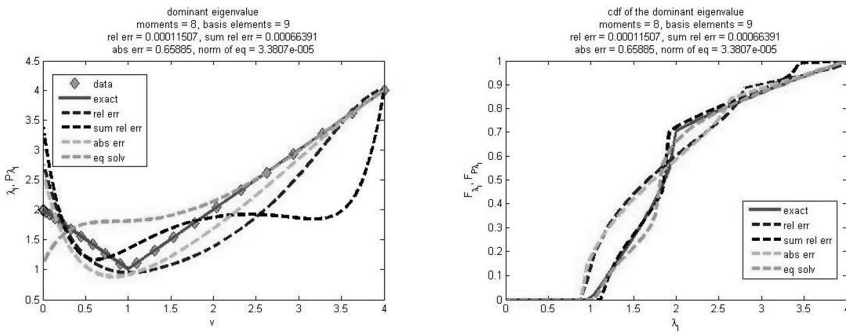 dominant eigenvalue
moments = 8, basis elements = 9
rel err = 0.00011507, sum rel err = 0.00066391
abs err = 0.65885, norm of eq = 3.3807e-005
4.5
4
3.5
3
2.5
2
1.5
1
0.5
λ₁, Pλ₁
0 0.5 1 1.5 2 2.5 3 3.5 4
v
data
exact
rel err
sum rel err
abs err
eq solv
cdf of the dominant eigenvalue
moments = 8, basis elements = 9
rel err = 0.00011507, sum rel err = 0.00066391
abs err = 0.65885, norm of eq = 3.3807e-005
1
0.9
0.8
0.7
0.6
0.5
0.4
0.3
0.2
0.1
0
F_λ₁, F_Pλ₁
0 0.5 1 1.5 2 2.5 3 3.5 4
λ₁
exact
rel err
sum rel err
abs err
eq solv